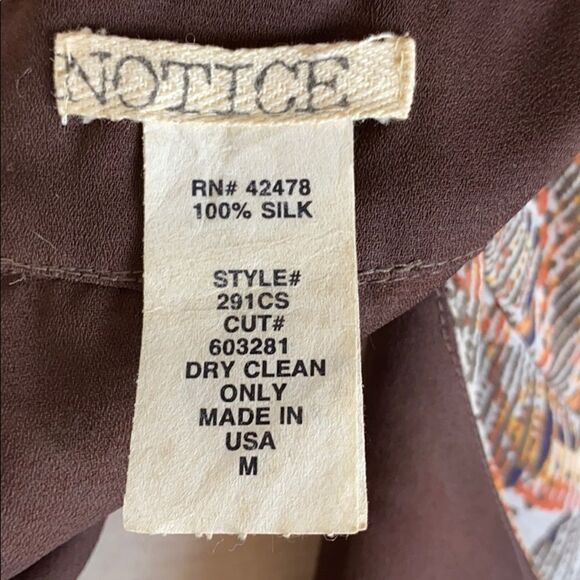 NOTICE
RN# 42478
100% SILK
STYLE#
291CS
CUT#
603281
DRY CLEAN
ONLY
MADE IN
USA
M